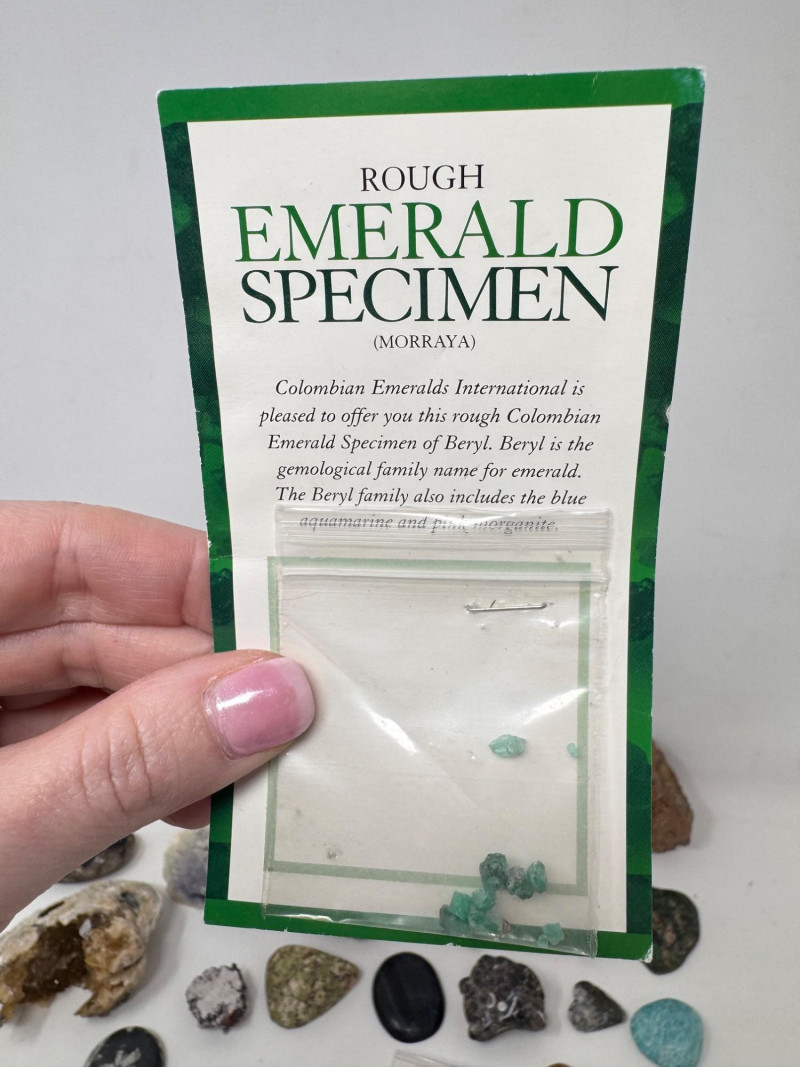 ROUGH
EMERALD
SPECIMEN
(MORRAYA)
Colombian Emeralds International is
pleased to offer you this rough Colombian
Emerald Specimen of Beryl. Beryl is the
gemological family name for emerald.
The Beryl family also includes the blue
aquamarine and pink morganite.